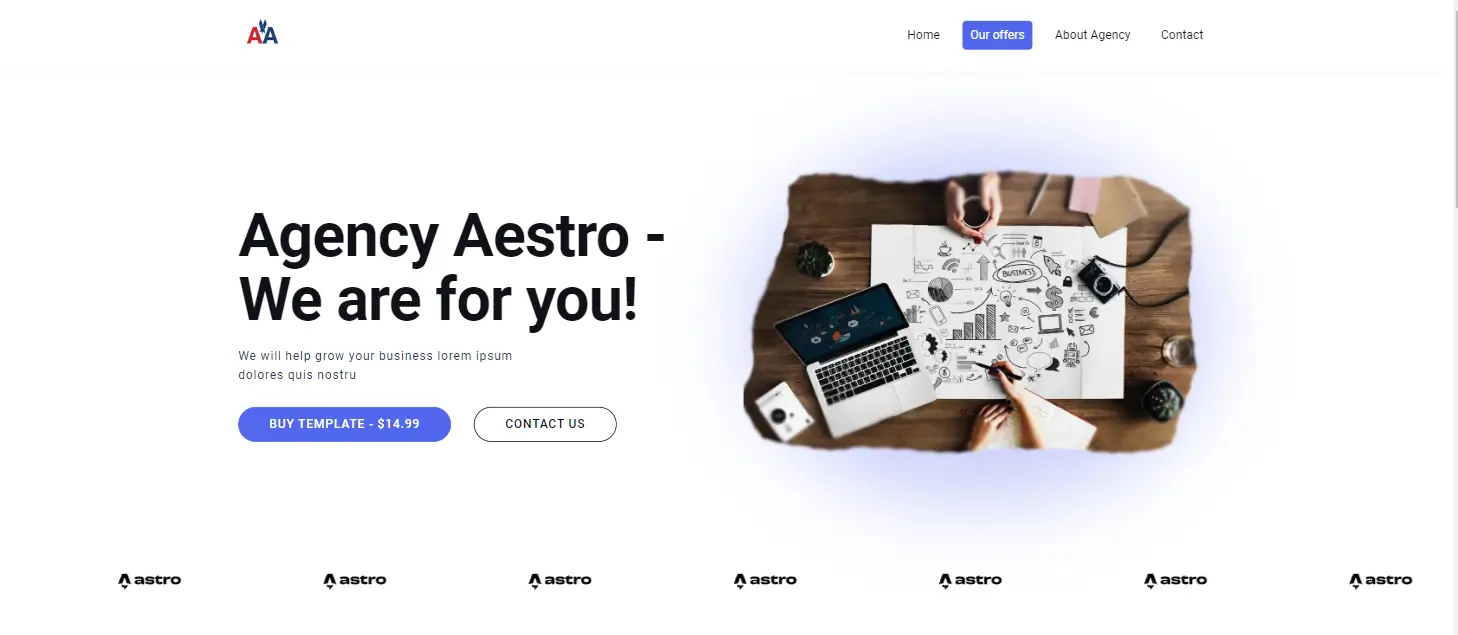 AA
Home
Our offers
About Agency
Contact
Agency Aestro -
We are for you!
We will help grow your business lorem ipsum
dolores quis nostru
BUY TEMPLATE - $14.99
CONTACT US
Search
BUSINESS
astro
astro
astro
astro
astro
astro
astro